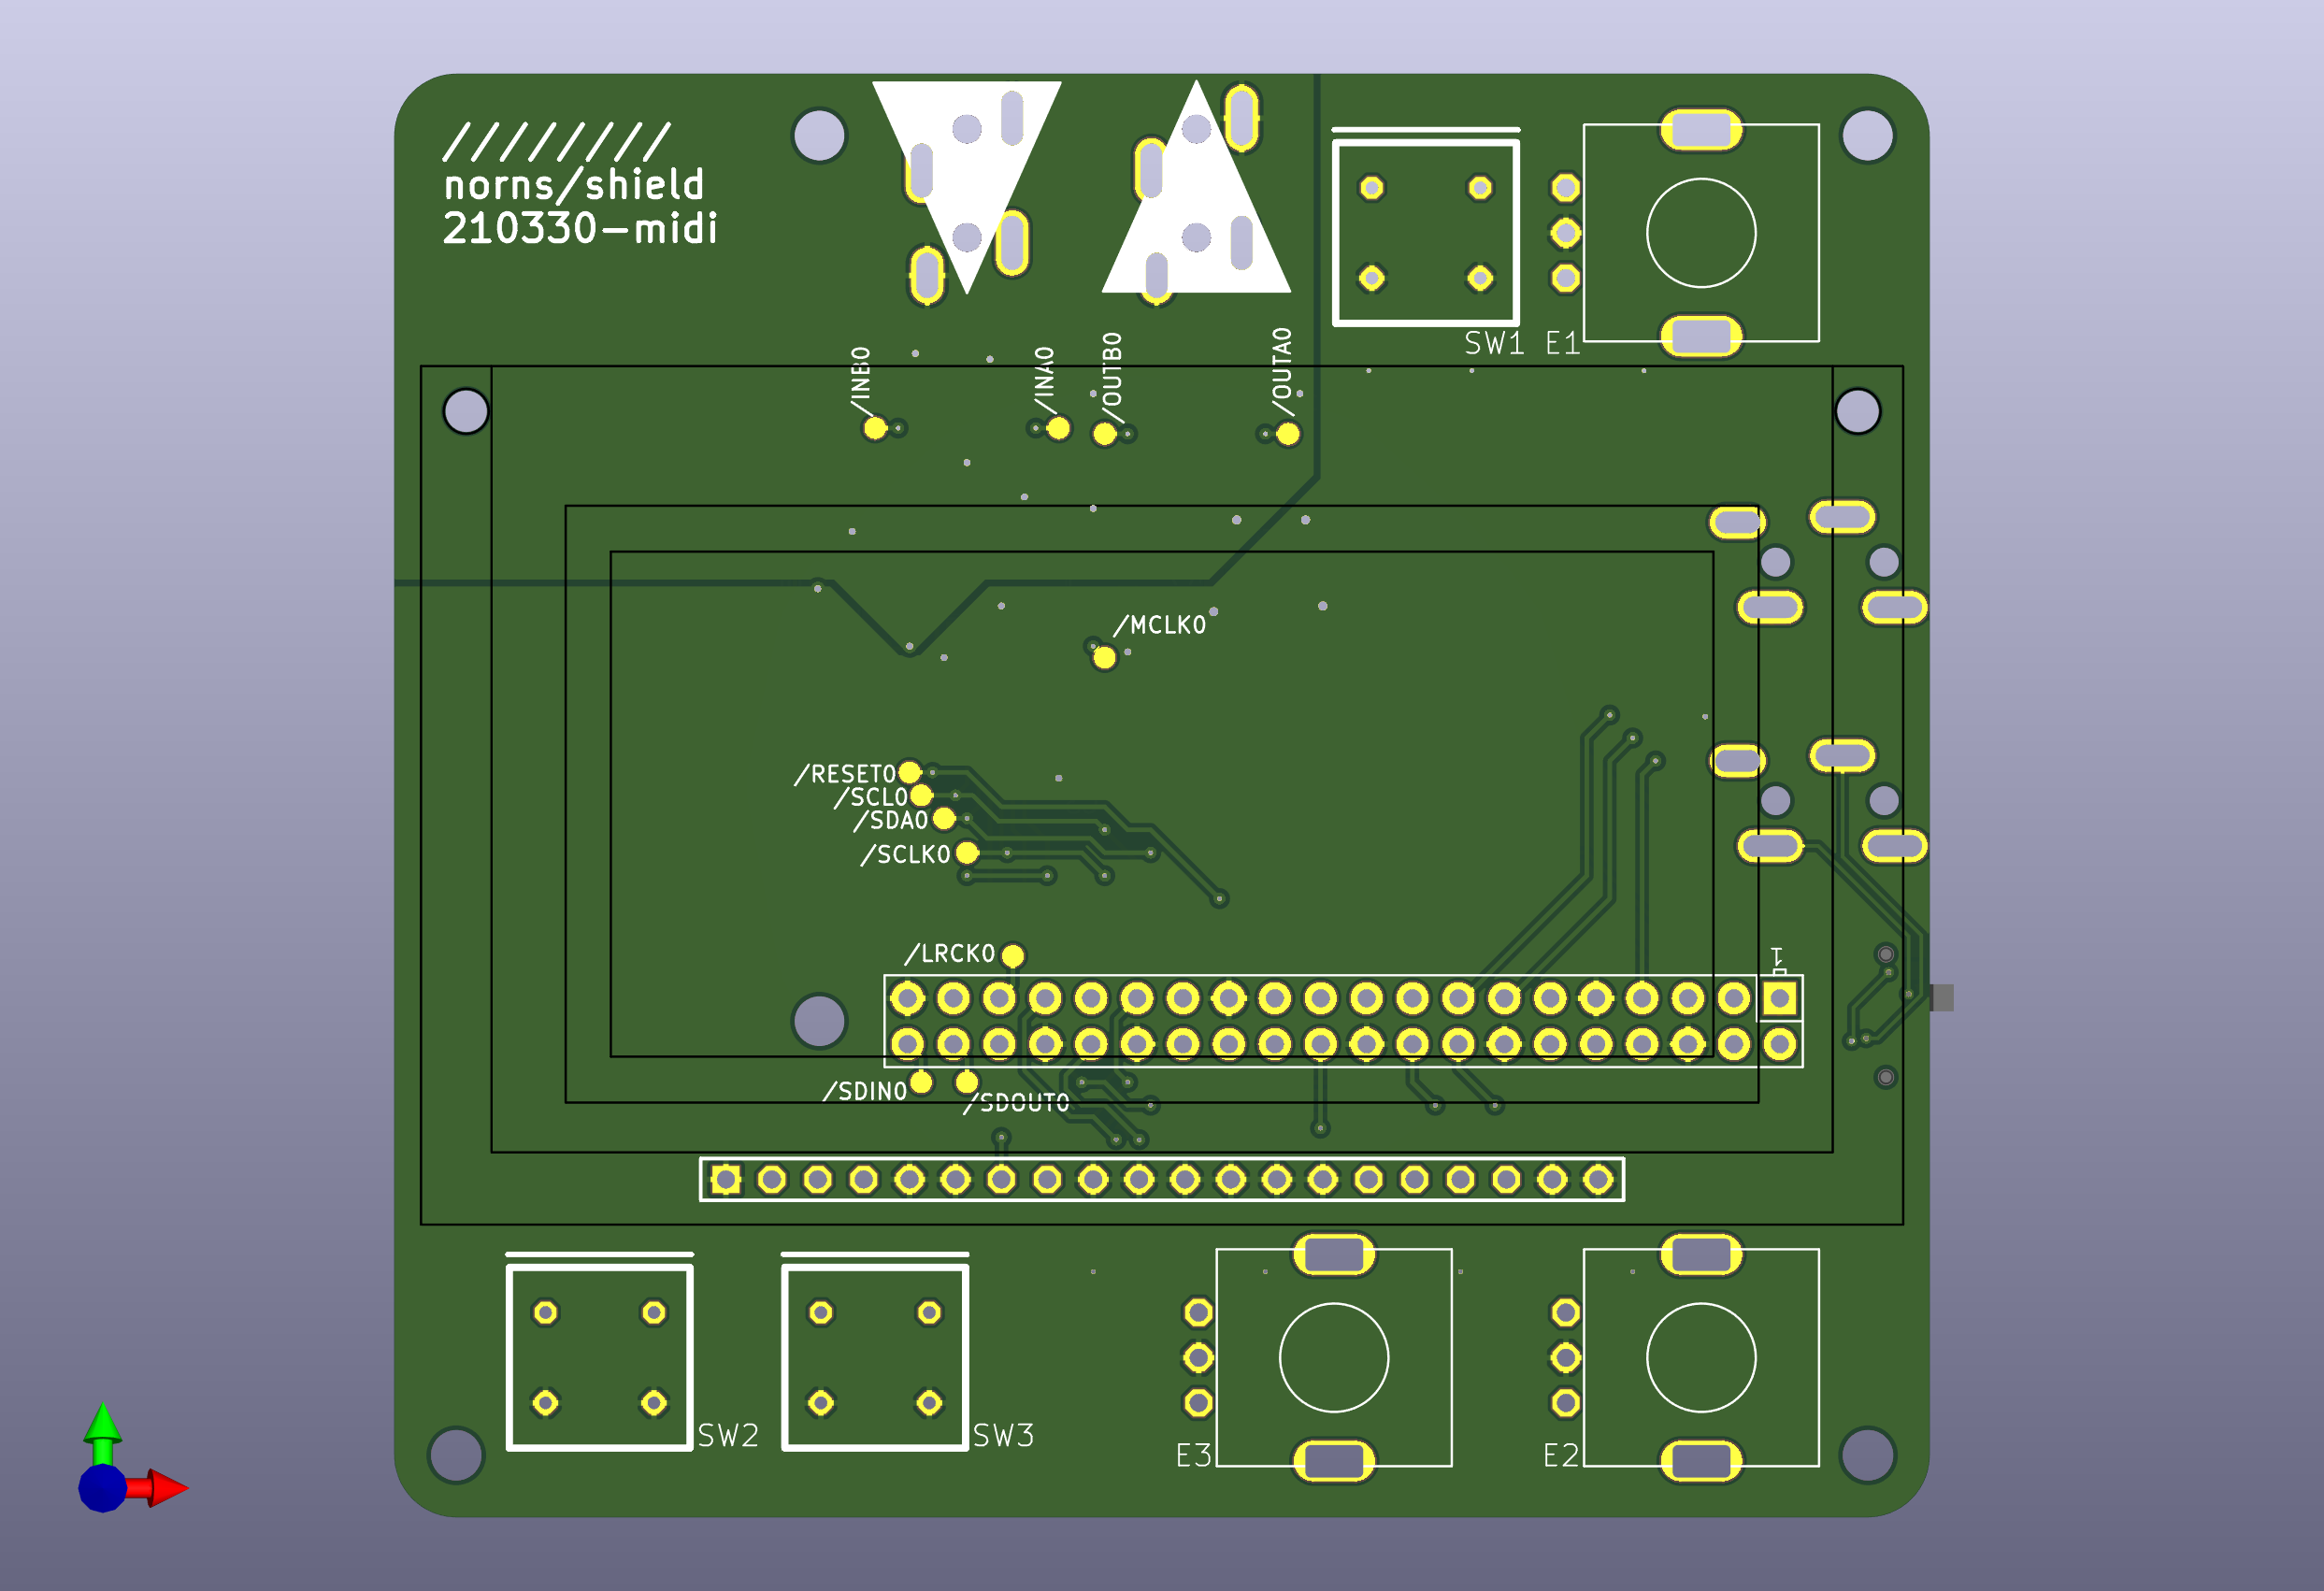 ////////
norns/shield
210330-midi
SW1
E1
/INB0
/INA0
/OUTB0
/OUTA0
/MCLK0
/RESET0
/SCL0
/SDA0
/SCLK0
/LRCK0
1
/SDIN0
/SDOUT0
SW2
SW3
E3
E2